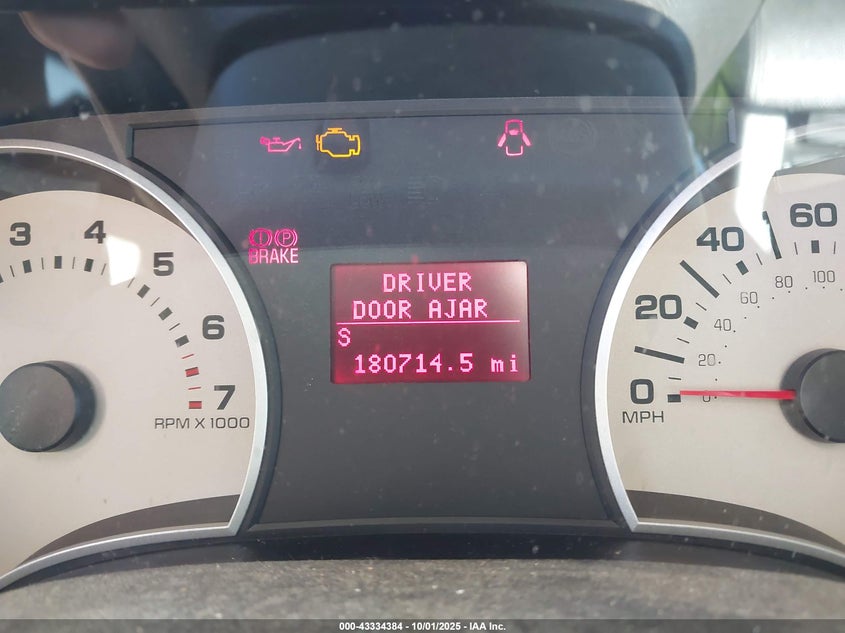 BRAKE
DRIVER
DOOR AJAR
S
180714.5 mi
3 4 5 6 7
RPM X 1000
0 20 40 60
0 20 40 60 80 100
MPH
000-43334384 - 10/01/2025 - IAA Inc.